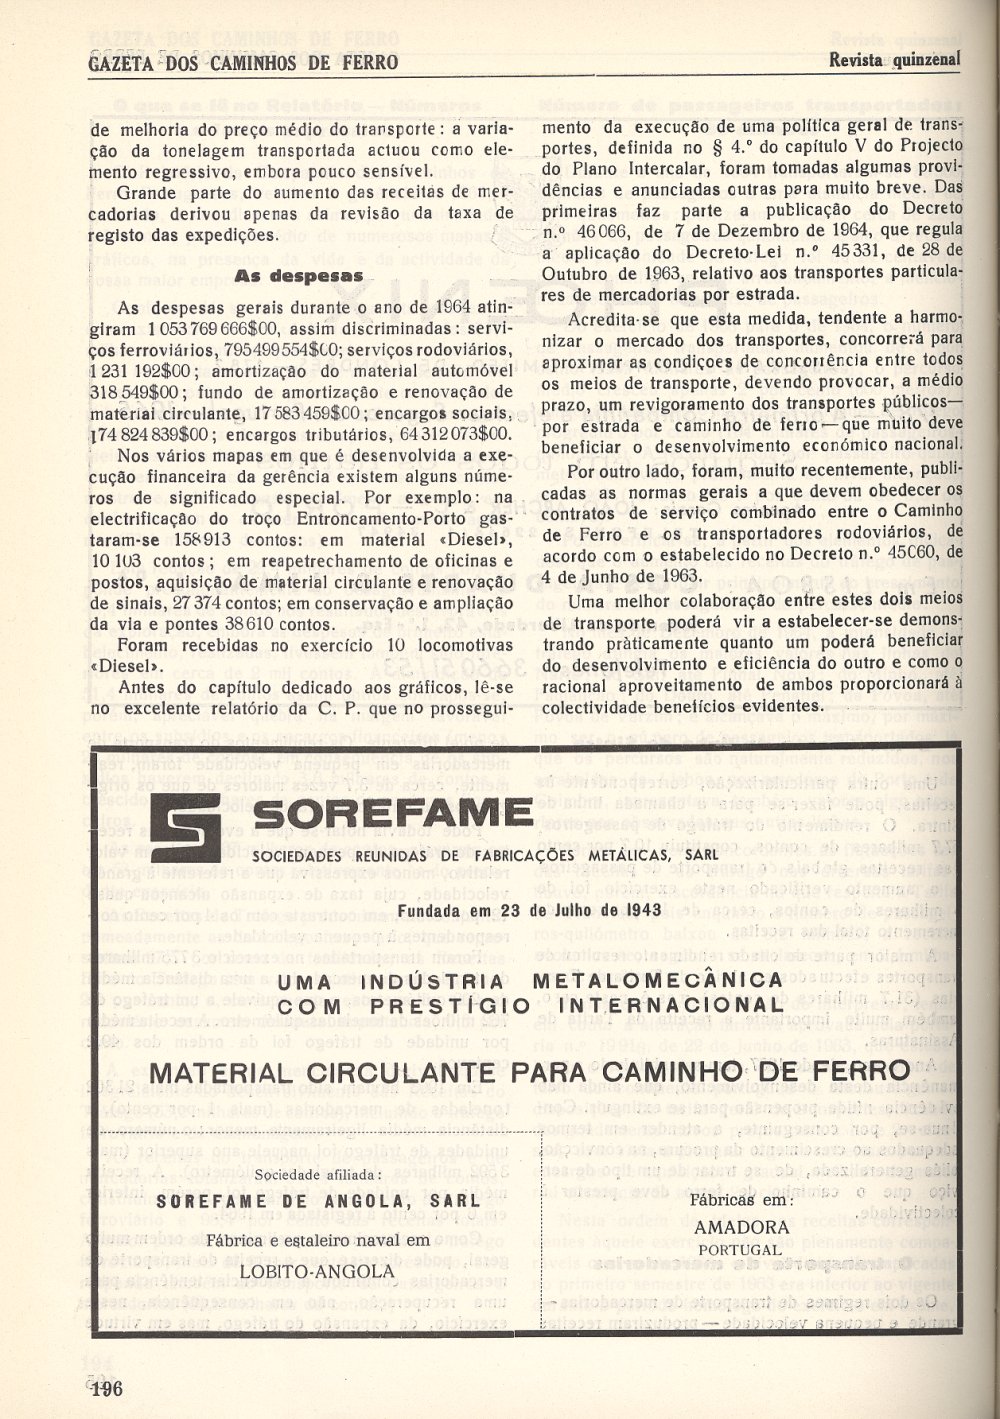 GAZETA DOS CAMINHOS DE FERRO
Revista quinzenal
de melhoria do preço médio do transporte: a varia-
ção da tonelagem transportada actuou como ele-
mento regressivo, embora pouco sensível.
Grande parte do aumento das receitas de mer-
cadorias derivou apenas da revisão da taxa de
registo das expedições.
As despesas
As despesas gerais durante o ano de 1964 atin-
giram 1 053 769 666$00, assim discriminadas: servi-
ços ferroviários, 795 499 554$00; serviços rodoviários,
1 231 192$00; amortização do material automóvel
318 549$00; fundo de amortização e renovação de
material circulante, 17 583 459$00; encargos sociais,
174 824 839$00; encargos tributários, 64 312 073$00.
Nos vários mapas em que é desenvolvida a exe-
cução financeira da gerência existem alguns núme-
ros de significado especial. Por exemplo: na
electrificação do troço Entroncamento-Porto gas-
taram-se 158 913 contos: em material «Diesel»,
10 103 contos; em reapetrechamento de oficinas e
postos, aquisição de material circulante e renovação
de sinais, 27 374 contos; em conservação e ampliação
da via e pontes 38 610 contos.
Foram recebidas no exercício 10 locomotivas
«Diesel».
Antes do capítulo dedicado aos gráficos, lê-se
no excelente relatório da C. P. que no prossegui-
mento da execução de uma política geral de trans-
portes, definida no § 4.º do capítulo V do Projecto
do Plano Intercalar, foram tomadas algumas provi-
dências e anunciadas outras para muito breve. Das
primeiras faz parte a publicação do Decreto
n.º 46 066, de 7 de Dezembro de 1964, que regula
a aplicação do Decreto-Lei n.º 45 331, de 28 de
Outubro de 1963, relativo aos transportes particula-
res de mercadorias por estrada.
Acredita-se que esta medida, tendente a harmo-
nizar o mercado dos transportes, concorrerá para
aproximar as condiçoes de concorrência entre todos
os meios de transporte, devendo provocar, a médio
prazo, um revigoramento dos transportes públicos—
por estrada e caminho de ferro — que muito deve
beneficiar o desenvolvimento económico nacional.
Por outro lado, foram, muito recentemente, publi-
cadas as normas gerais a que devem obedecer os
contratos de serviço combinado entre o Caminho
de Ferro e os transportadores rodoviários, de
acordo com o estabelecido no Decreto n.º 45C60, de
4 de Junho de 1963.
Uma melhor colaboração entre estes dois meios
de transporte poderá vir a estabelecer-se demons-
trando pràticamente quanto um poderá beneficiar
do desenvolvimento e eficiência do outro e como o
racional aproveitamento de ambos proporcionará à
colectividade benefícios evidentes.
SOREFAME
SOCIEDADES REUNIDAS DE FABRICAÇÕES METÁLICAS, SARL
Fundada em 23 de Julho de 1943
UMA INDÚSTRIA METALOMECÂNICA
COM PRESTIGIO INTERNACIONAL
MATERIAL CIRCULANTE PARA CAMINHO DE FERRO
Sociedade afiliada:
SOREFAME DE ANGOLA, SARL
Fábrica e estaleiro naval em
LOBITO-ANGOLA
Fábricas em:
AMADORA
PORTUGAL
196